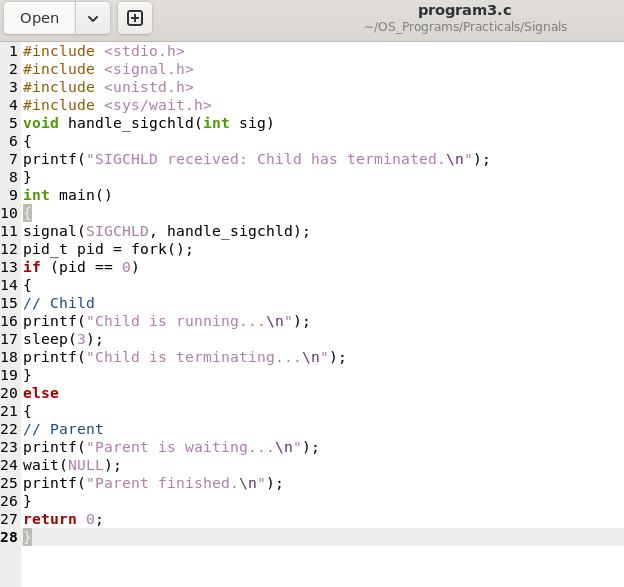 Open
program3.c
~/OS_Programs/Practicals/Signals
1 #include <stdio.h>
2 #include <signal.h>
3 #include <unistd.h>
4 #include <sys/wait.h>
5 void handle_sigchld(int sig)
6 {
7 printf("SIGCHLD received: Child has terminated.\n");
8 }
9 int main()
10 {
11 signal(SIGCHLD, handle_sigchld);
12 pid_t pid = fork();
13 if (pid == 0)
14 {
15 // Child
16 printf("Child is running...\n");
17 sleep(3);
18 printf("Child is terminating...\n");
19 }
20 else
21 {
22 // Parent
23 printf("Parent is waiting...\n");
24 wait(NULL);
25 printf("Parent finished.\n");
26 }
27 return 0;
28 }